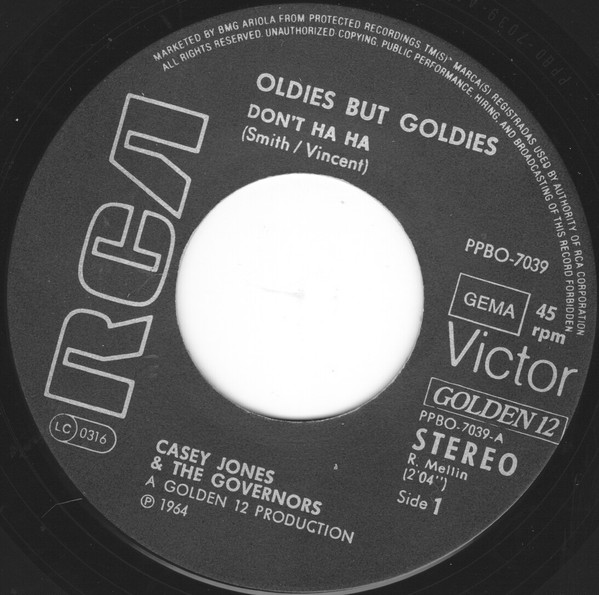 MARKETED BY BMG ARIOLA FROM PROTECTED RECORDINGS TM(S)® MARCA(S) REGISTRADAS USED BY AUTHORITY OF RCA CORPORATION
ALL RIGHTS RESERVED. UNAUTHORIZED COPYING, PUBLIC PERFORMANCE, HIRING, AND BROADCASTING OF THIS RECORD FORBIDDEN
OLDIES BUT GOLDIES
DON'T HA HA
(Smith / Vincent)
RCA
PPBO-7039
GEMA
45
rpm
Victor
GOLDEN 12
PPBO-7039-A
STEREO
R. Mellin
(2'04")
Side 1
LC 0316
CASEY JONES
& THE GOVERNORS
A GOLDEN 12 PRODUCTION
℗ 1964